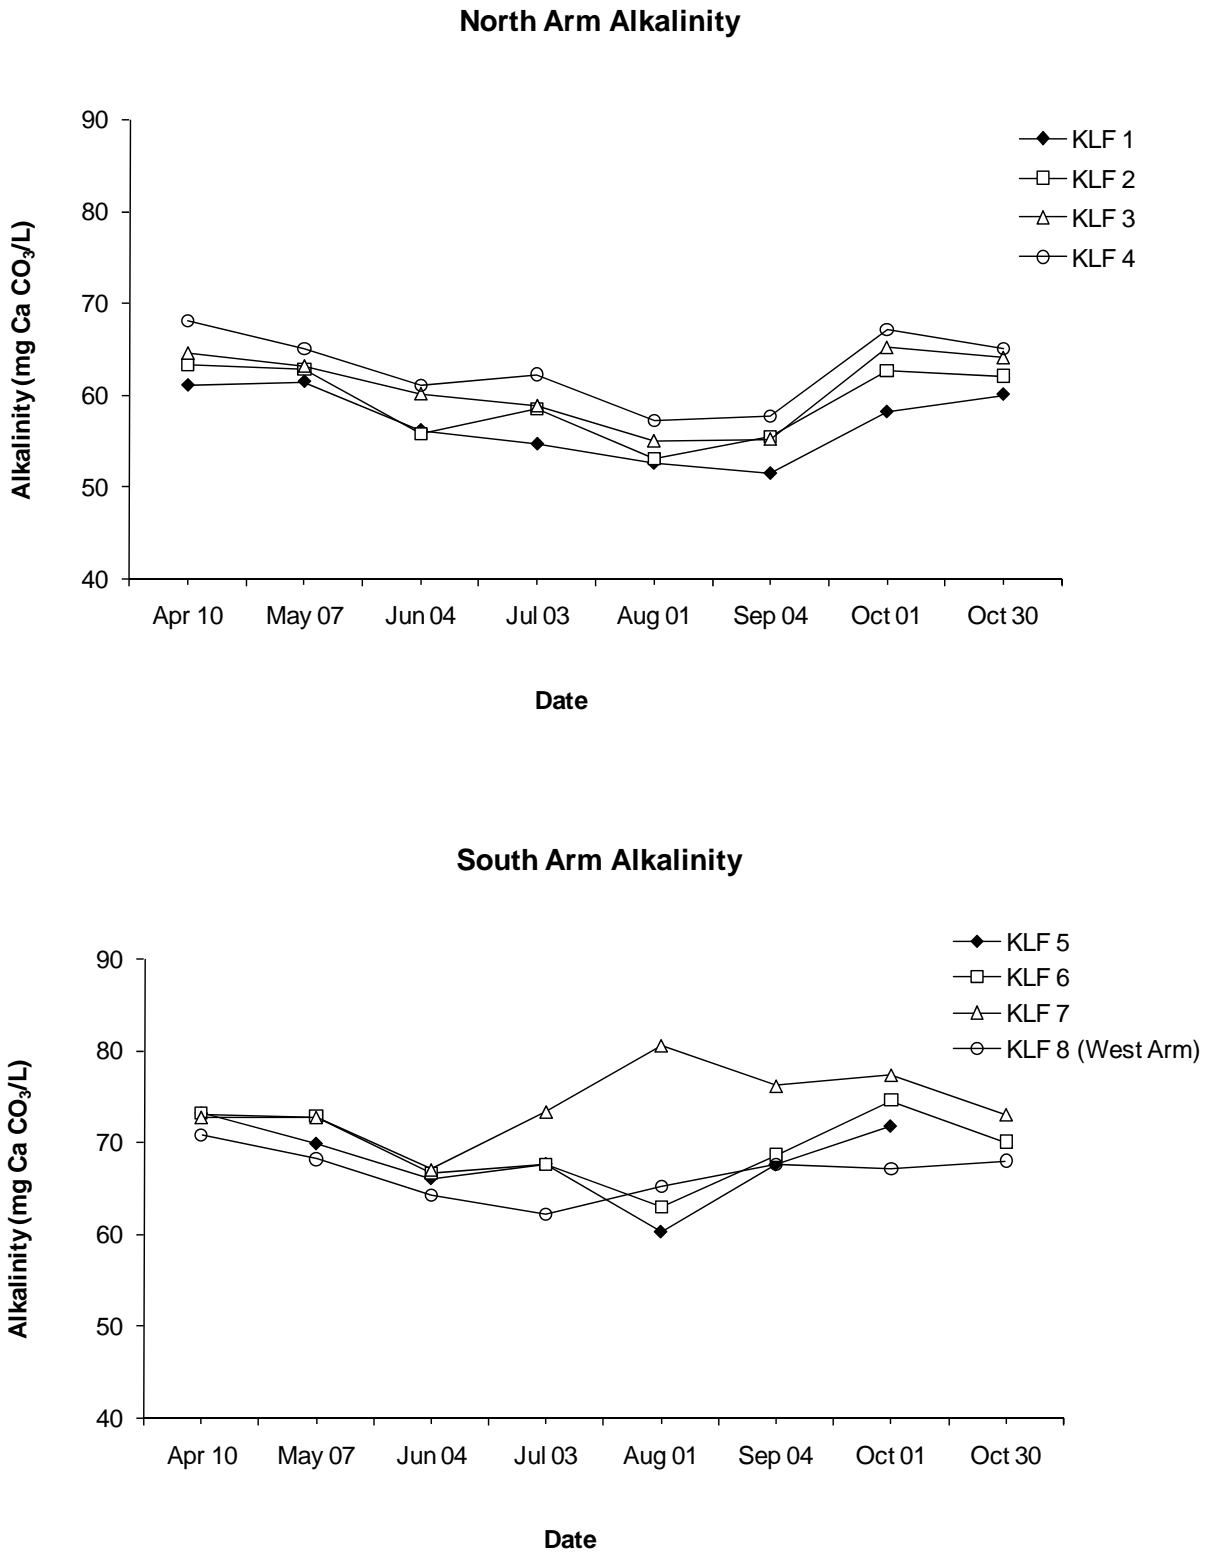 North Arm Alkalinity
Alkalinity (mg Ca CO₃/L)
90
80
70
60
50
40
KLF 1
KLF 2
KLF 3
KLF 4
Apr 10 May 07 Jun 04 Jul 03 Aug 01 Sep 04 Oct 01 Oct 30
Date
South Arm Alkalinity
Alkalinity (mg Ca CO₃/L)
90
80
70
60
50
40
KLF 5
KLF 6
KLF 7
KLF 8 (West Arm)
Apr 10 May 07 Jun 04 Jul 03 Aug 01 Sep 04 Oct 01 Oct 30
Date